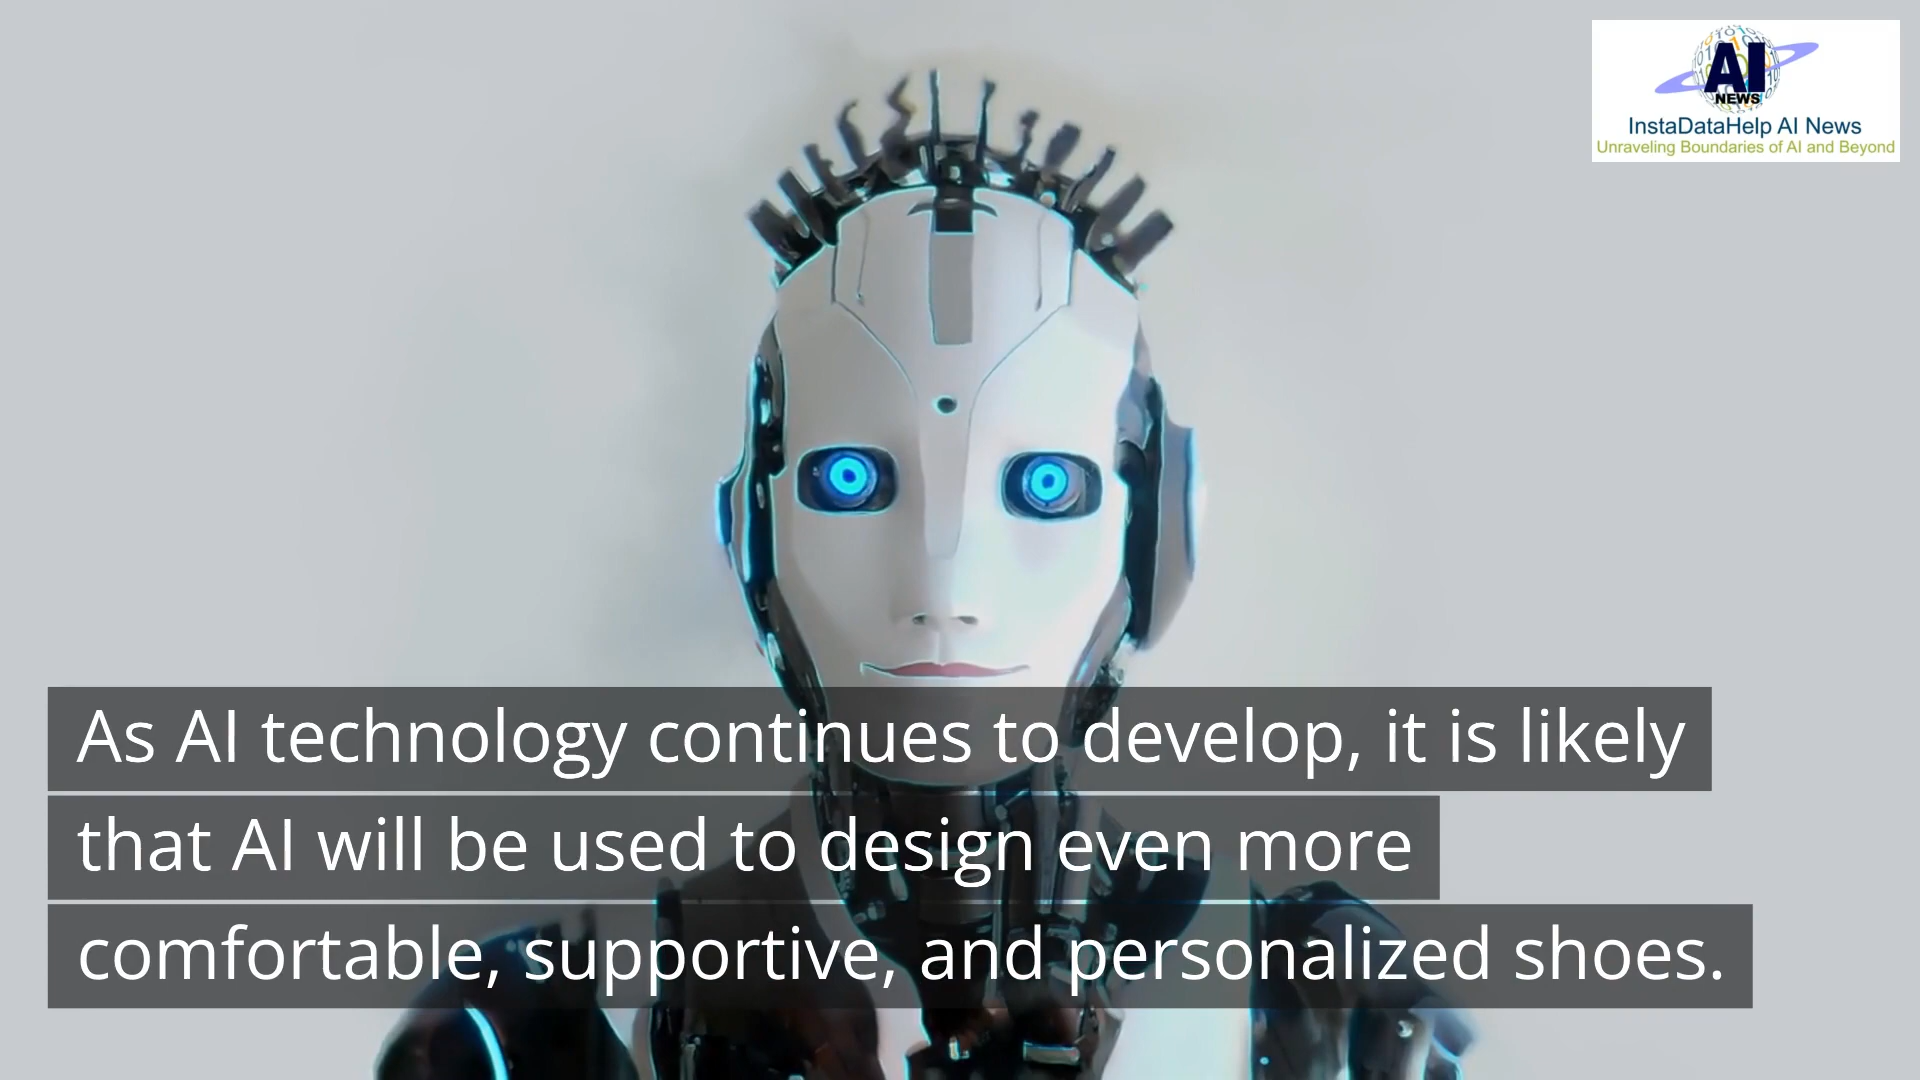 AI
NEWS
InstaDataHelp AI News
Unraveling Boundaries of AI and Beyond
As AI technology continues to develop, it is likely
that AI will be used to design even more
comfortable, supportive, and personalized shoes.